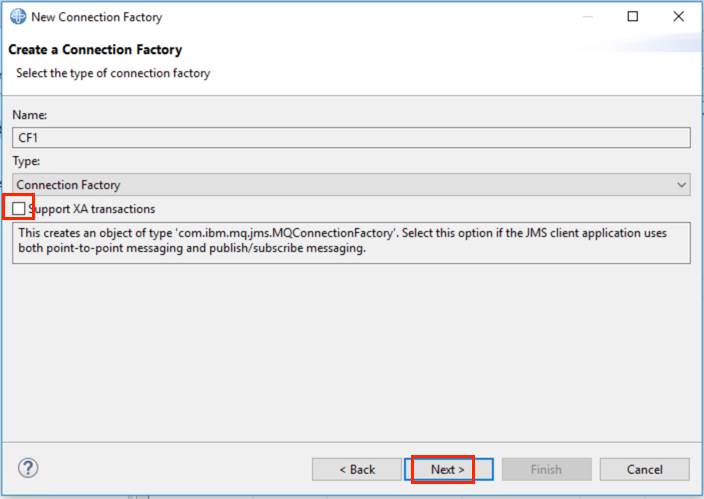 New Connection Factory
Create a Connection Factory
Select the type of connection factory
Name:
CF1
Type:
Connection Factory
Support XA transactions
This creates an object of type 'com.ibm.mq.jms.MQConnectionFactory'. Select this option if the JMS client application uses
both point-to-point messaging and publish/subscribe messaging.
?
< Back
Next >
Finish
Cancel